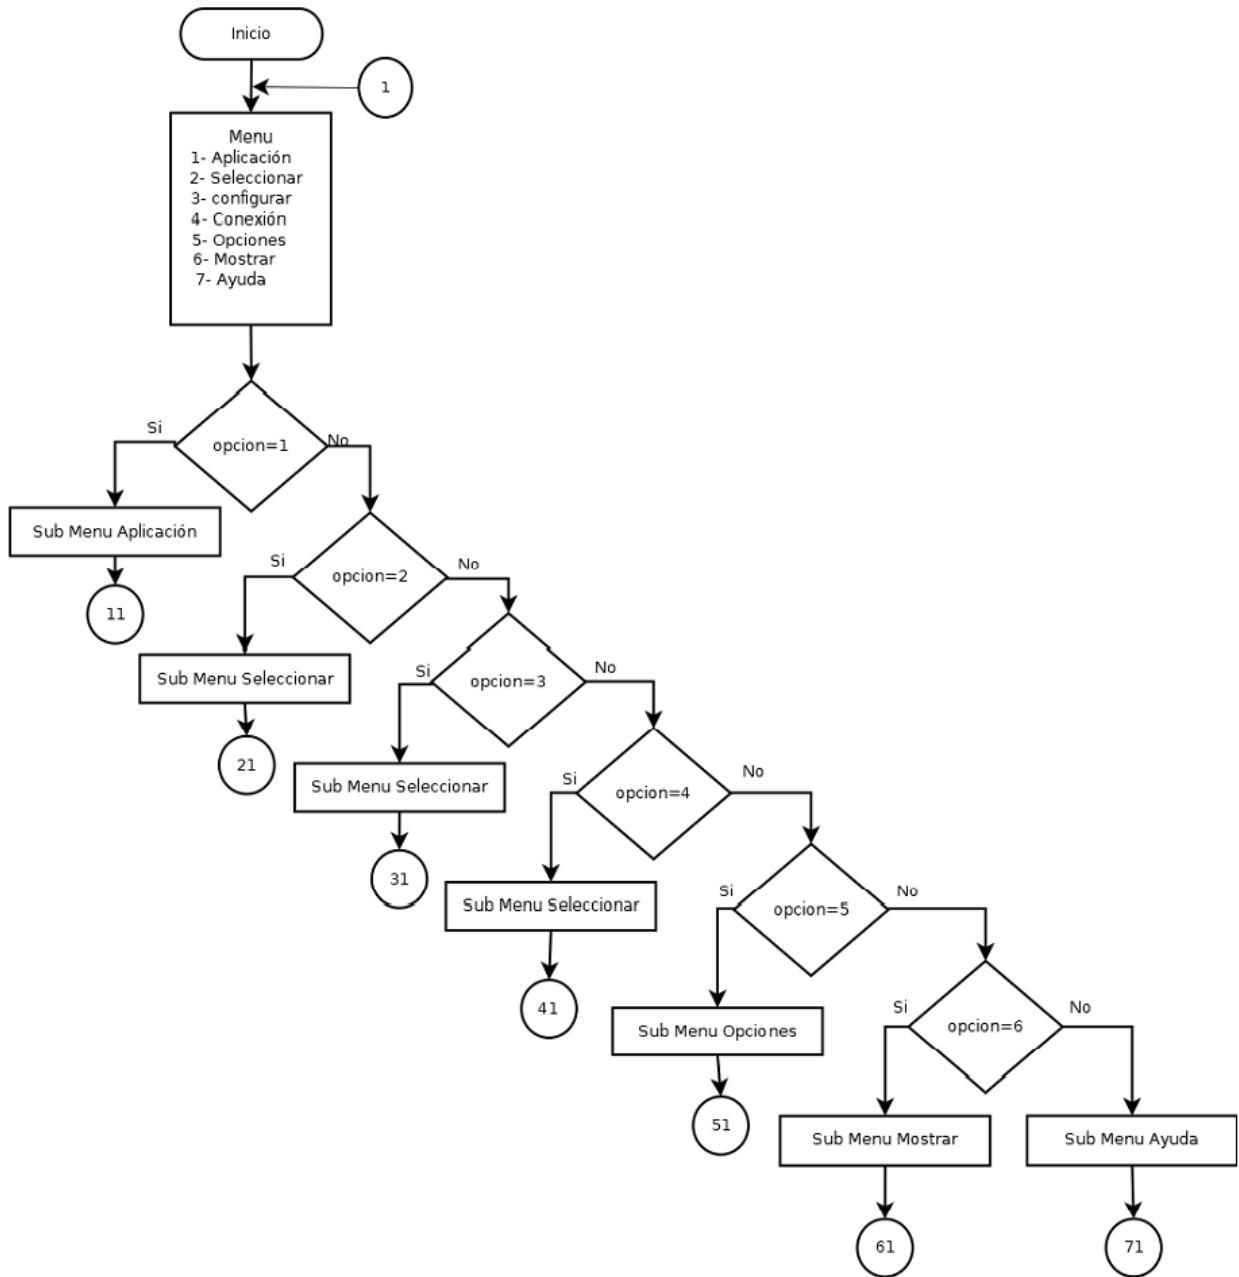 Inicio
1
Menu
1- Aplicación
2- Seleccionar
3- configurar
4- Conexión
5- Opciones
6- Mostrar
7- Ayuda
Si
opcion=1
No
Sub Menu Aplicación
11
Si
opcion=2
No
Sub Menu Seleccionar
21
Si
opcion=3
No
Sub Menu Seleccionar
31
Si
opcion=4
No
Sub Menu Seleccionar
41
Si
opcion=5
No
Sub Menu Opciones
51
Si
opcion=6
No
Sub Menu Mostrar
61
Sub Menu Ayuda
71